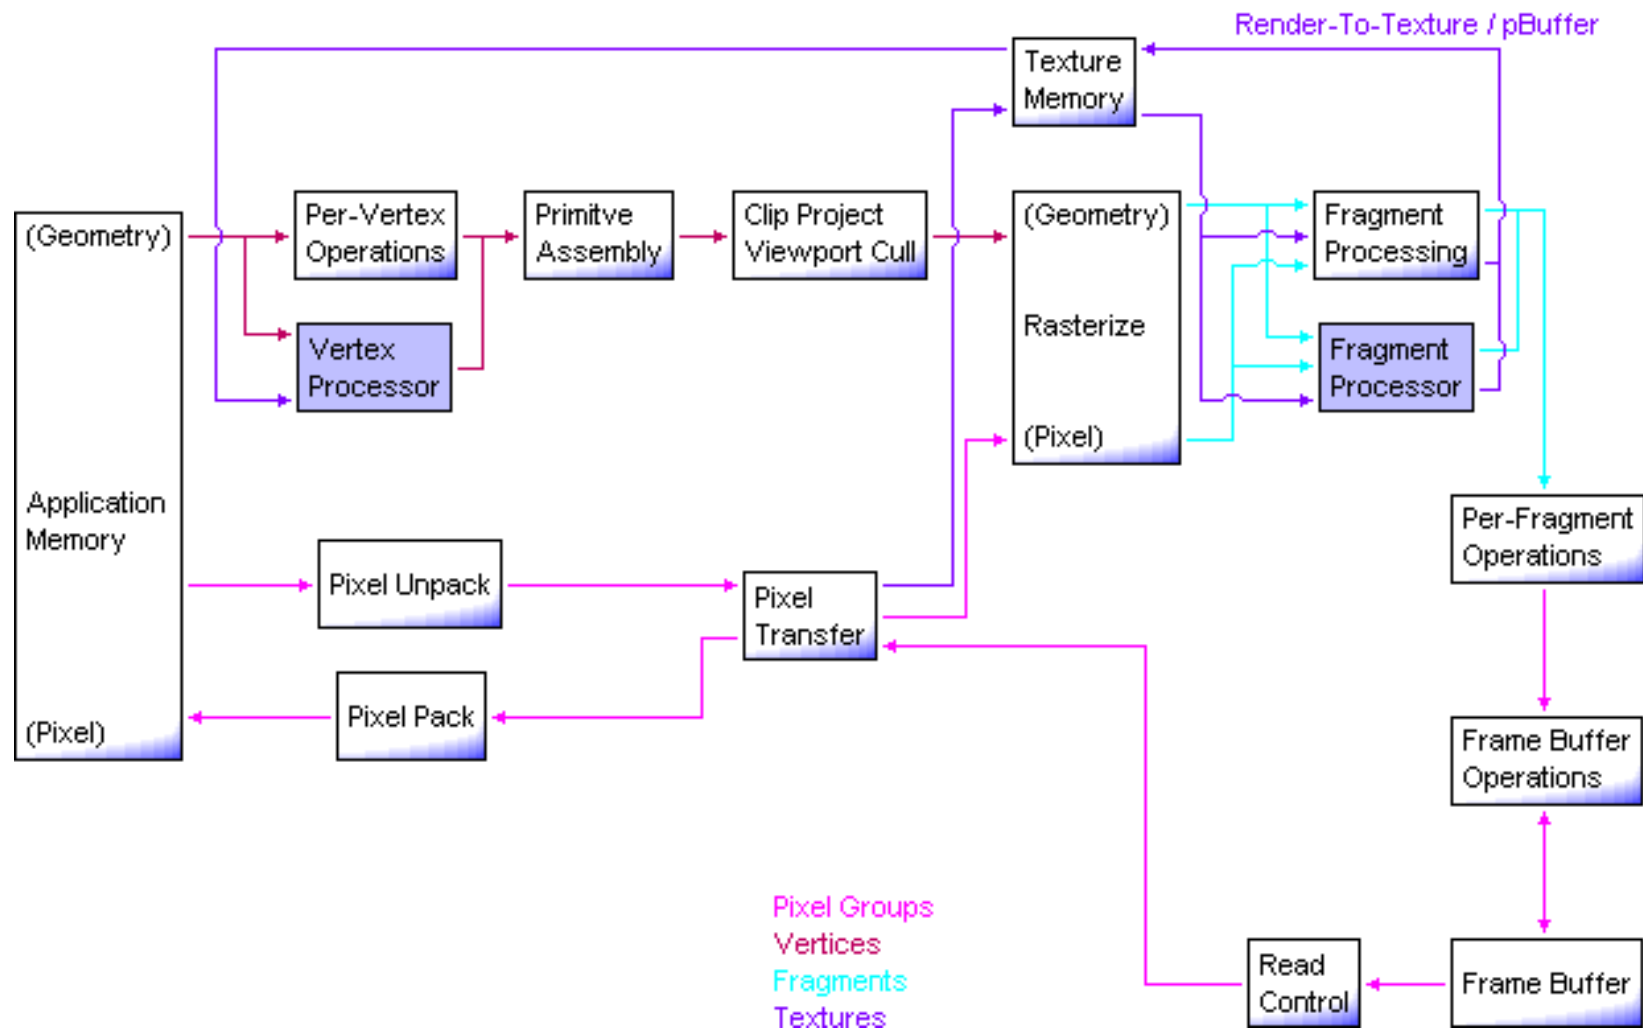 Render-To-Texture / pBuffer
Texture
Memory
(Geometry)
Application
Memory
(Pixel)
Per-Vertex
Operations
Primitve
Assembly
Clip Project
Viewport Cull
(Geometry)
Rasterize
(Pixel)
Fragment
Processing
Vertex
Processor
Fragment
Processor
Per-Fragment
Operations
Pixel Unpack
Pixel
Transfer
Pixel Pack
Frame Buffer
Operations
Pixel Groups
Vertices
Fragments
Textures
Read
Control
Frame Buffer